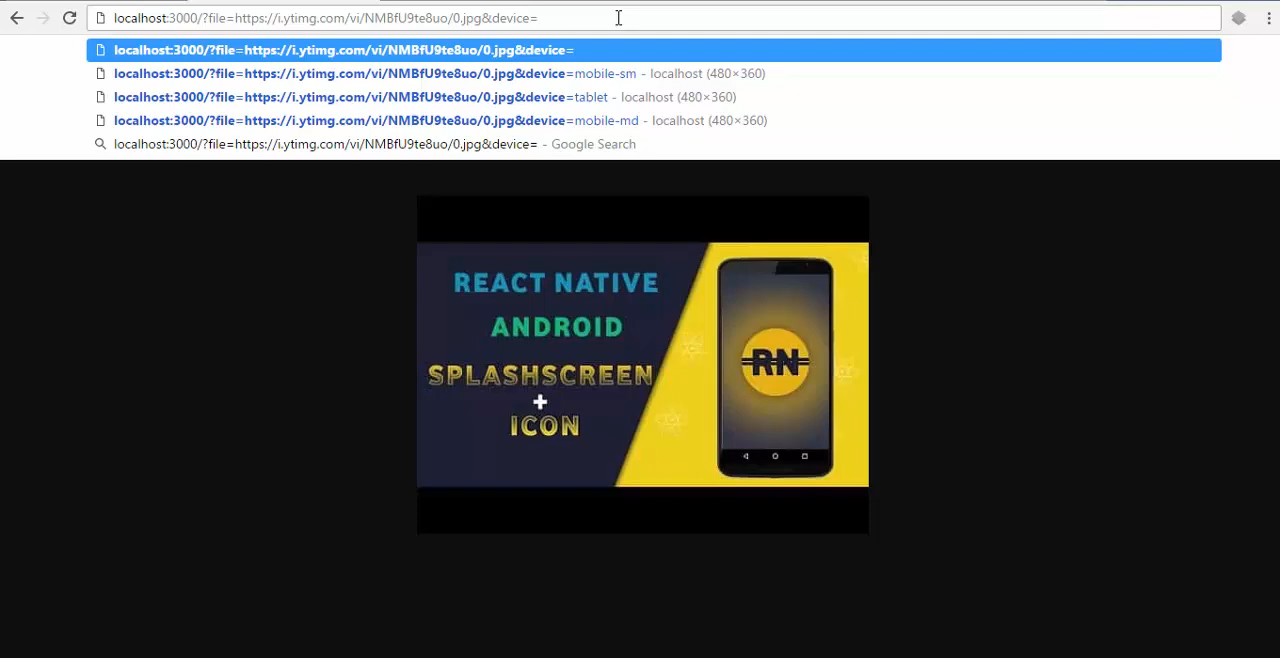 localhost:3000/?file=https://i.ytimg.com/vi/NMBfU9te8uo/0.jpg&device=
localhost:3000/?file=https://i.ytimg.com/vi/NMBfU9te8uo/0.jpg&device=
localhost:3000/?file=https://i.ytimg.com/vi/NMBfU9te8uo/0.jpg&device=mobile-sm - localhost (480×360)
localhost:3000/?file=https://i.ytimg.com/vi/NMBfU9te8uo/0.jpg&device=tablet - localhost (480×360)
localhost:3000/?file=https://i.ytimg.com/vi/NMBfU9te8uo/0.jpg&device=mobile-md - localhost (480×360)
localhost:3000/?file=https://i.ytimg.com/vi/NMBfU9te8uo/0.jpg&device= - Google Search
REACT NATIVE
ANDROID
SPLASHSCREEN
+
ICON
RN